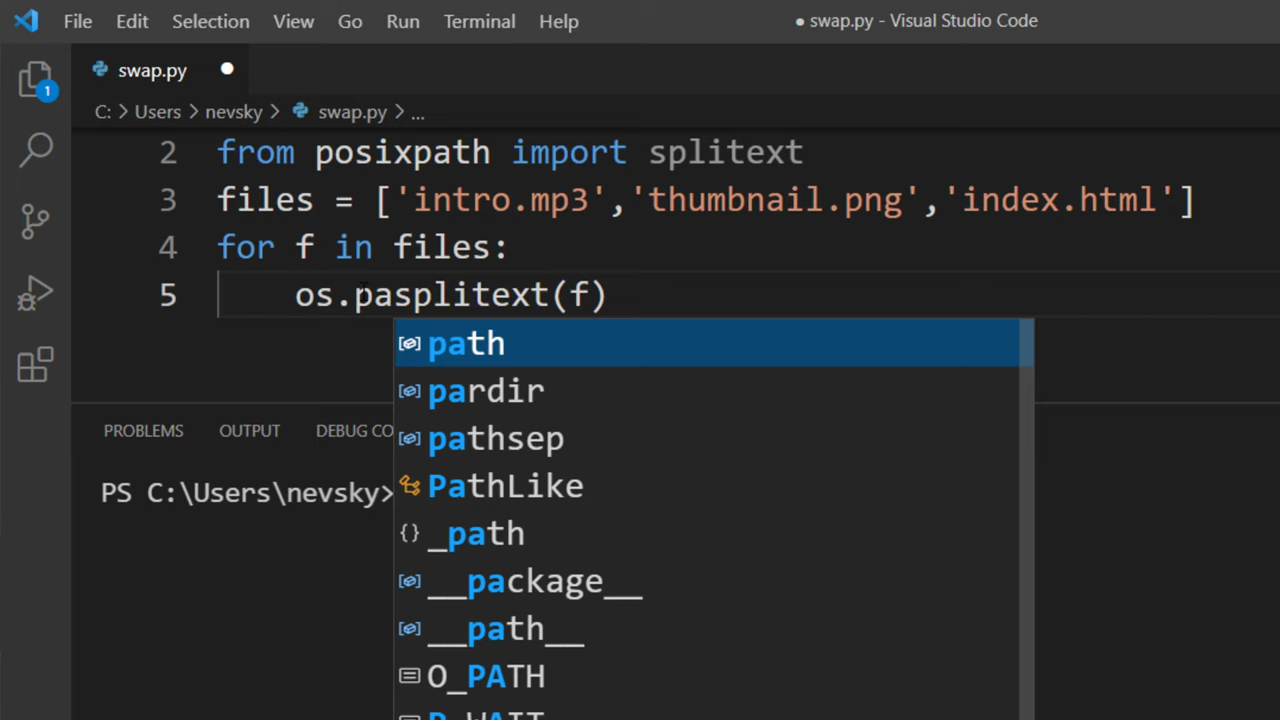 File Edit Selection View Go Run Terminal Help ● swap.py - Visual Studio Code
swap.py
1
C: > Users > nevsky > swap.py > ...
2 from posixpath import splitext
3 files = ['intro.mp3','thumbnail.png','index.html']
4 for f in files:
5 os.pasplitext(f)
path
pardir
PROBLEMS OUTPUT DEBUG CO
pathsep
PS C:\Users\nevsky>
PathLike
_path
__package__
__path__
O_PATH